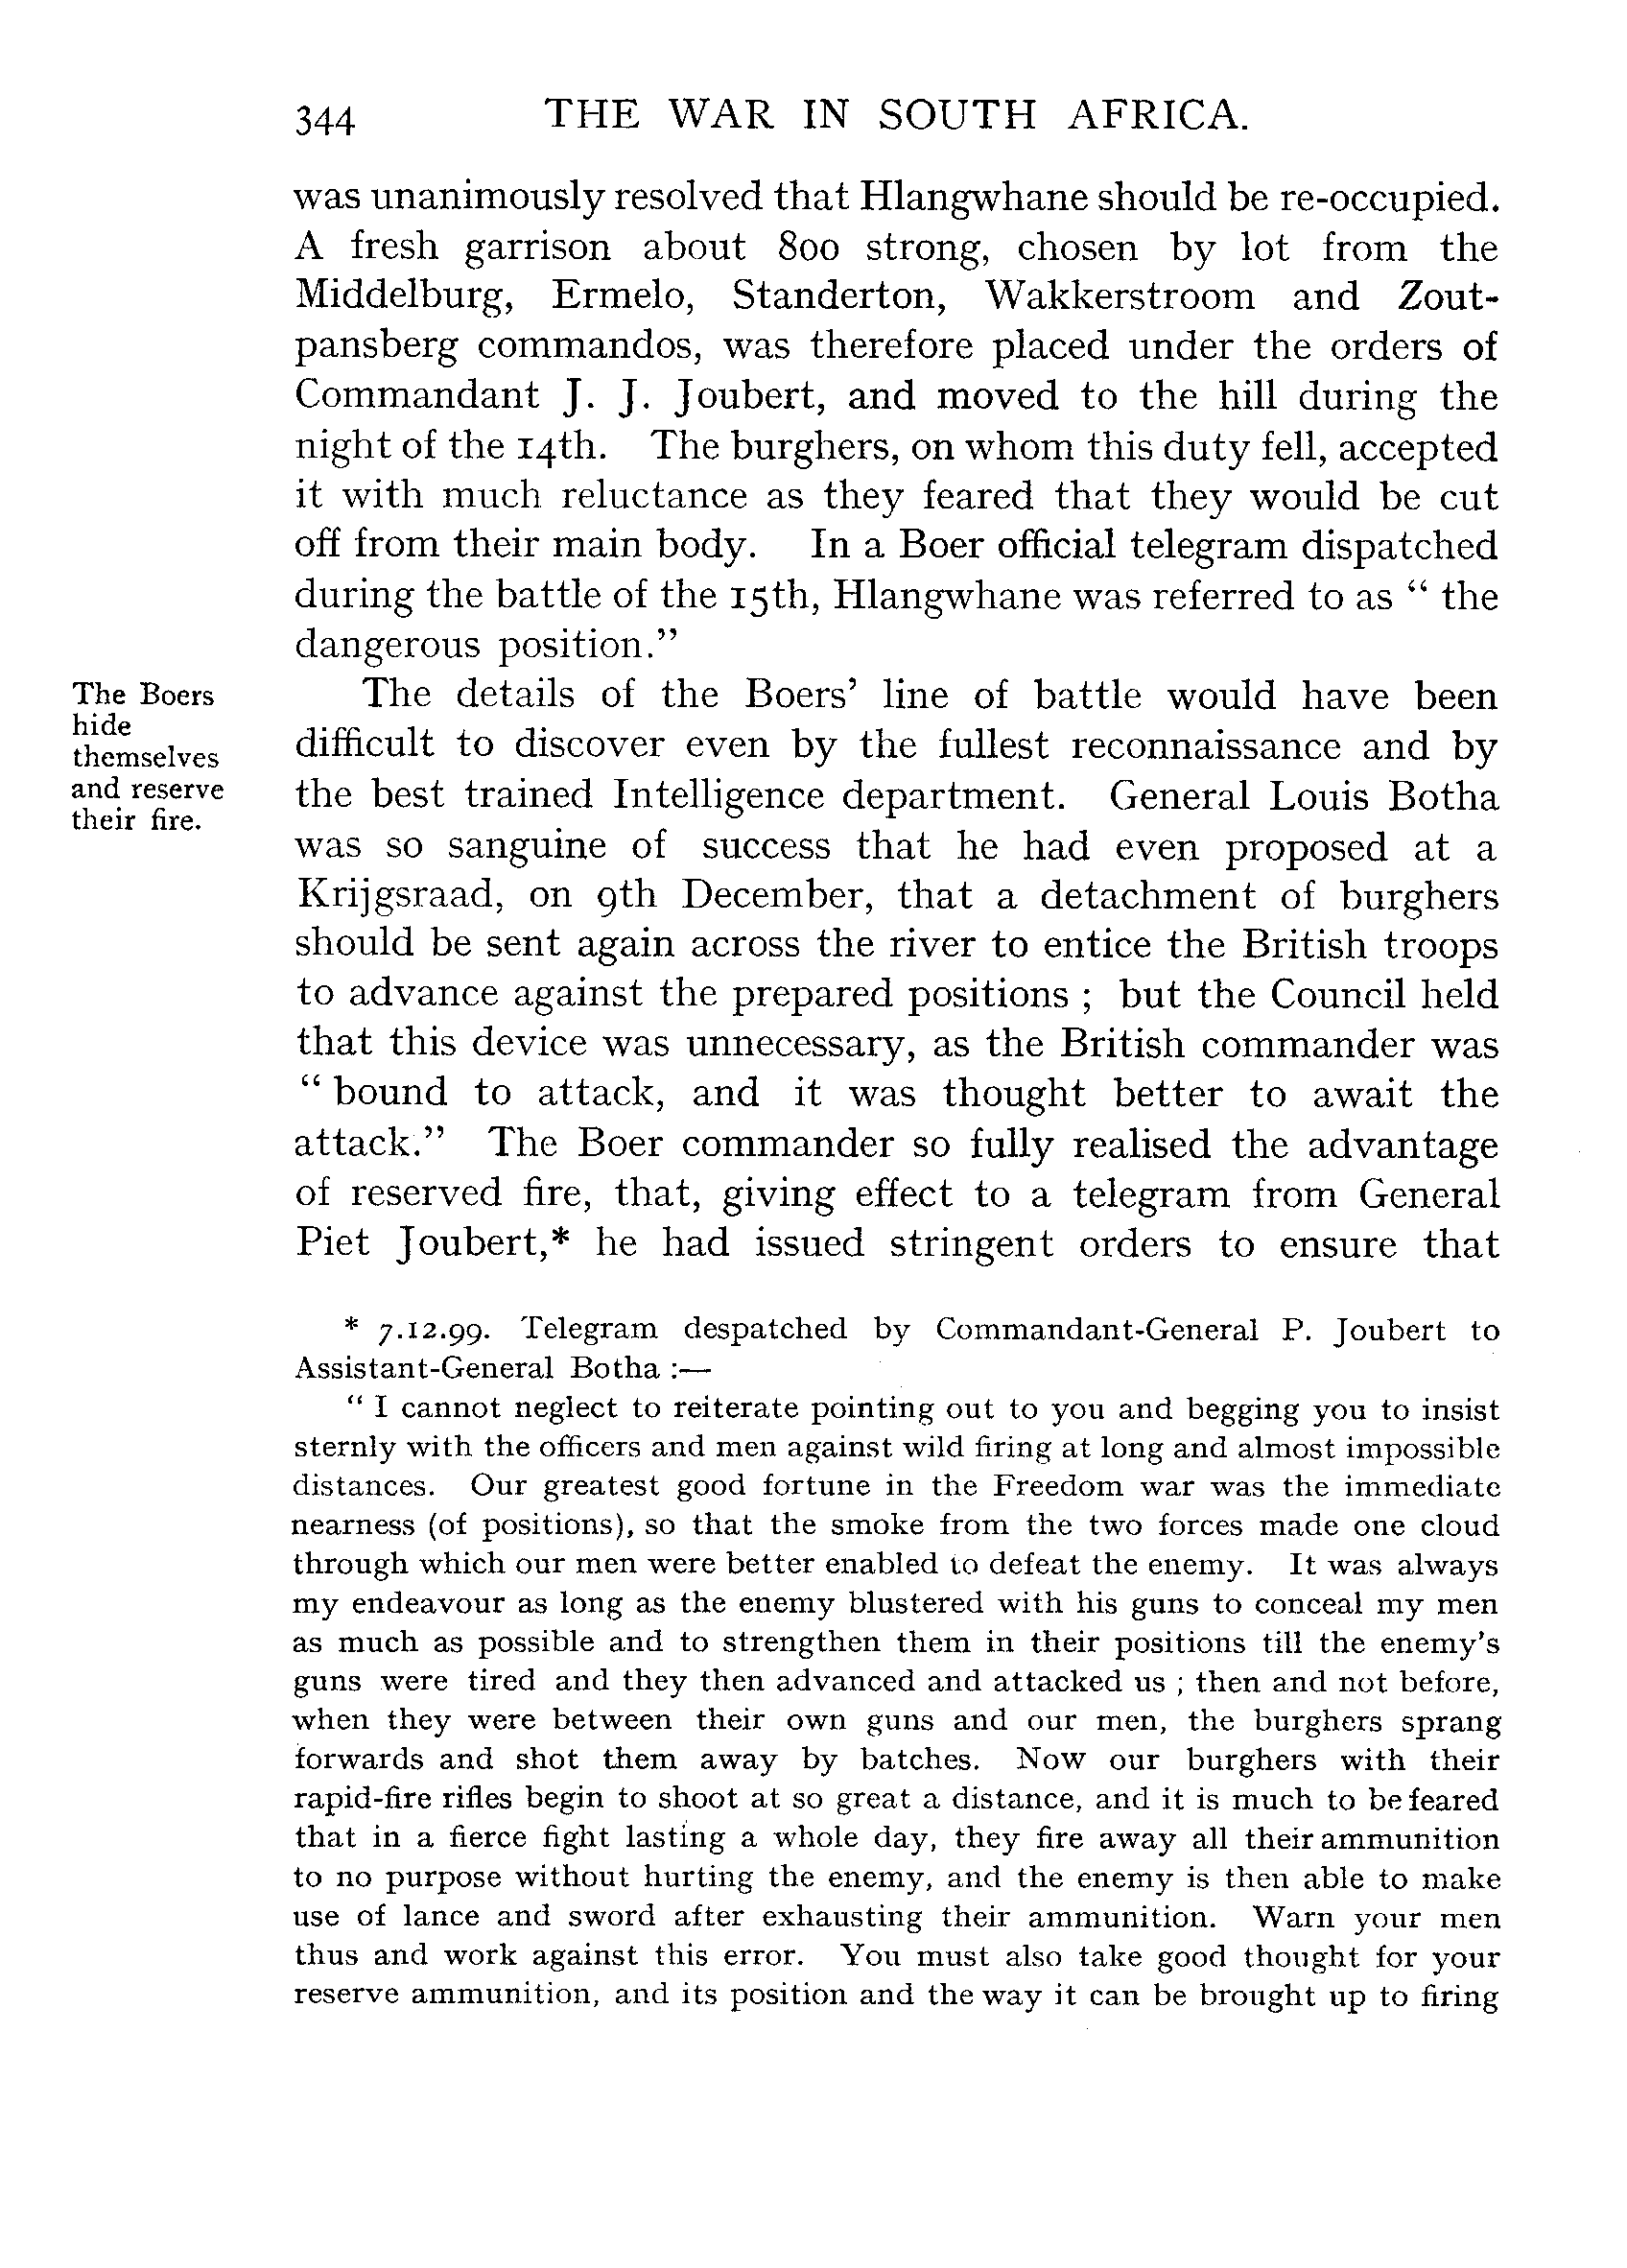 344 THE WAR IN SOUTH AFRICA.
was unanimously resolved that Hlangwhane should be re-occupied.
A fresh garrison about 800 strong, chosen by lot from the
Middelburg, Ermelo, Standerton, Wakkerstroom and Zout-
pansberg commandos, was therefore placed under the orders of
Commandant J. J. Joubert, and moved to the hill during the
night of the 14th. The burghers, on whom this duty fell, accepted
it with much reluctance as they feared that they would be cut
off from their main body. In a Boer official telegram dispatched
during the battle of the 15th, Hlangwhane was referred to as " the
dangerous position."
The Boers
hide
themselves
and reserve
their fire.
The details of the Boers' line of battle would have been
difficult to discover even by the fullest reconnaissance and by
the best trained Intelligence department. General Louis Botha
was so sanguine of success that he had even proposed at a
Krijgsraad, on 9th December, that a detachment of burghers
should be sent again across the river to entice the British troops
to advance against the prepared positions ; but the Council held
that this device was unnecessary, as the British commander was
" bound to attack, and it was thought better to await the
attack." The Boer commander so fully realised the advantage
of reserved fire, that, giving effect to a telegram from General
Piet Joubert,* he had issued stringent orders to ensure that
* 7.12.99. Telegram despatched by Commandant-General P. Joubert to
Assistant-General Botha :—
" I cannot neglect to reiterate pointing out to you and begging you to insist
sternly with the officers and men against wild firing at long and almost impossible
distances. Our greatest good fortune in the Freedom war was the immediate
nearness (of positions), so that the smoke from the two forces made one cloud
through which our men were better enabled to defeat the enemy. It was always
my endeavour as long as the enemy blustered with his guns to conceal my men
as much as possible and to strengthen them in their positions till the enemy's
guns were tired and they then advanced and attacked us ; then and not before,
when they were between their own guns and our men, the burghers sprang
forwards and shot them away by batches. Now our burghers with their
rapid-fire rifles begin to shoot at so great a distance, and it is much to be feared
that in a fierce fight lasting a whole day, they fire away all their ammunition
to no purpose without hurting the enemy, and the enemy is then able to make
use of lance and sword after exhausting their ammunition. Warn your men
thus and work against this error. You must also take good thought for your
reserve ammunition, and its position and the way it can be brought up to firing